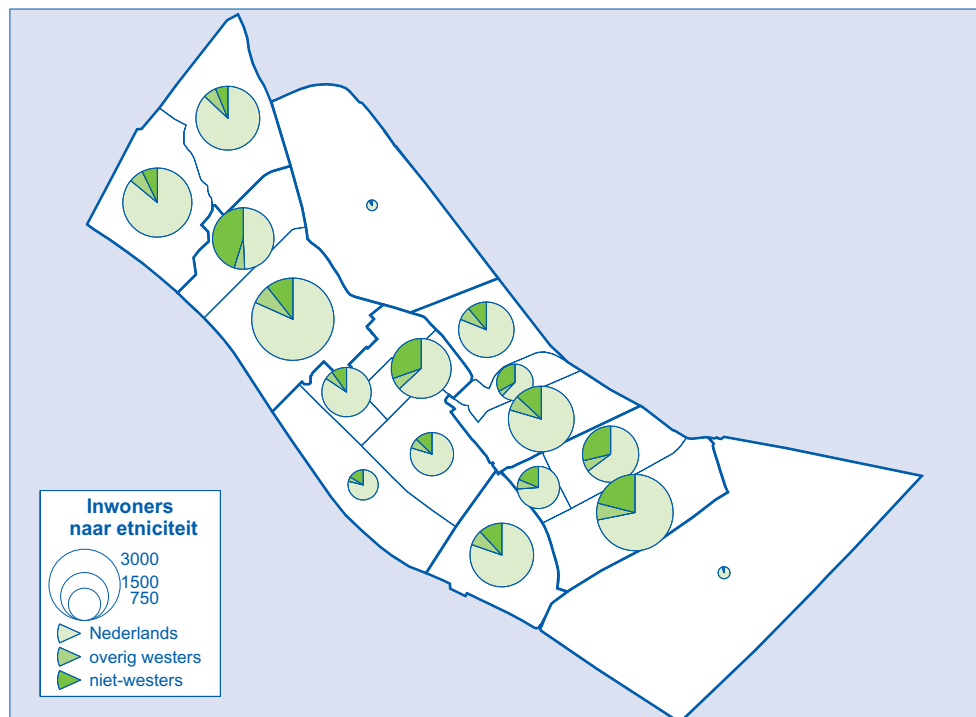 Inwoners
naar etniciteit
3000
1500
750
Nederlands
overig westers
niet-westers